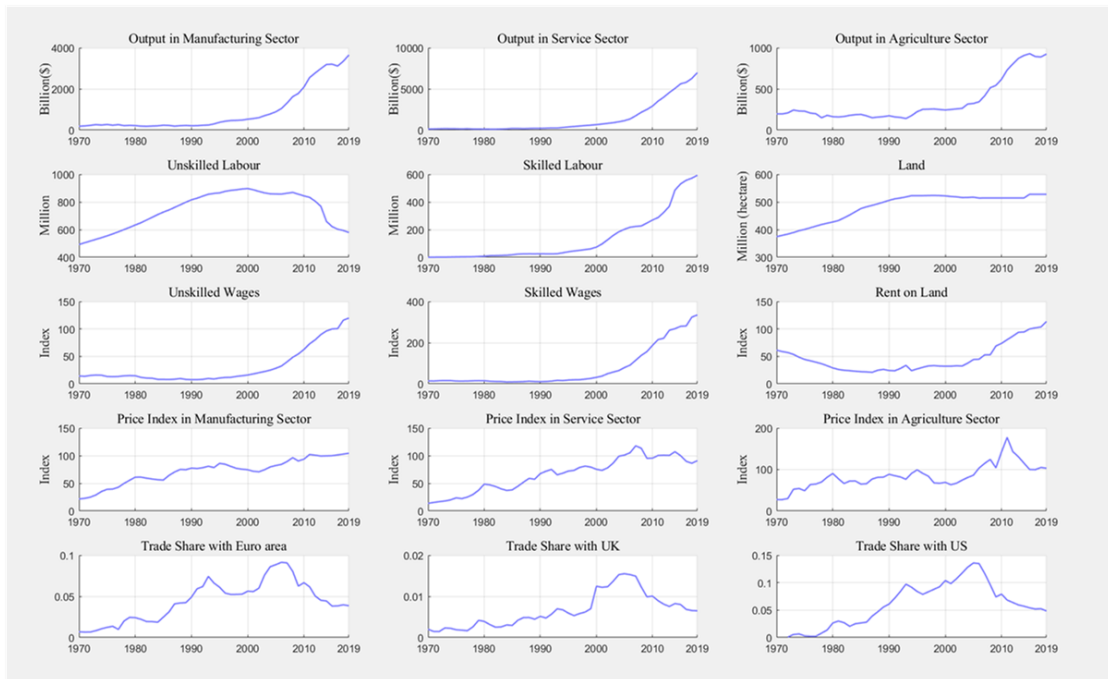 Output in Manufacturing Sector
Billion($)
4000
2000
0
1970 1980 1990 2000 2010 2019
Output in Service Sector
Billion($)
10000
5000
0
1970 1980 1990 2000 2010 2019
Output in Agriculture Sector
Billion($)
1000
500
0
1970 1980 1990 2000 2010 2019
Unskilled Labour
Million
1000
800
600
400
1970 1980 1990 2000 2010 2019
Skilled Labour
Million
600
400
200
0
1970 1980 1990 2000 2010 2019
Land
Million (hectare)
600
500
400
300
1970 1980 1990 2000 2010 2019
Unskilled Wages
Index
150
100
50
0
1970 1980 1990 2000 2010 2019
Skilled Wages
Index
400
200
0
1970 1980 1990 2000 2010 2019
Rent on Land
Index
150
100
50
0
1970 1980 1990 2000 2010 2019
Price Index in Manufacturing Sector
Index
150
100
50
0
1970 1980 1990 2000 2010 2019
Price Index in Service Sector
Index
150
100
50
0
1970 1980 1990 2000 2010 2019
Price Index in Agriculture Sector
200
100
0
1970 1980 1990 2000 2010 2019
Trade Share with Euro area
0.1
0.05
0
1970 1980 1990 2000 2010 2019
Trade Share with UK
0.02
0.01
0
1970 1980 1990 2000 2010 2019
Trade Share with US
0.15
0.1
0.05
0
1970 1980 1990 2000 2010 2019